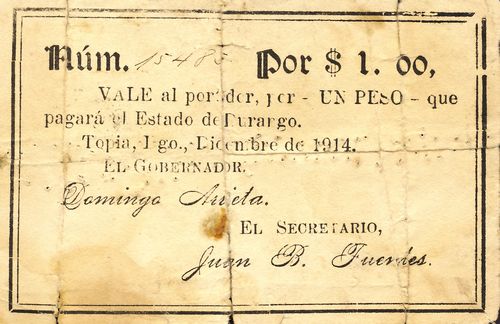 Núm. 15485 Por $ 1. 00,
VALE al portador, por - UN PESO - que
pagará el Estado de Durango.
Topia, Dgo., Diciembre de 1914.
EL GOBERNADOR.
Domingo Arrieta.
EL SECRETARIO,
Juan B. Fuentes.